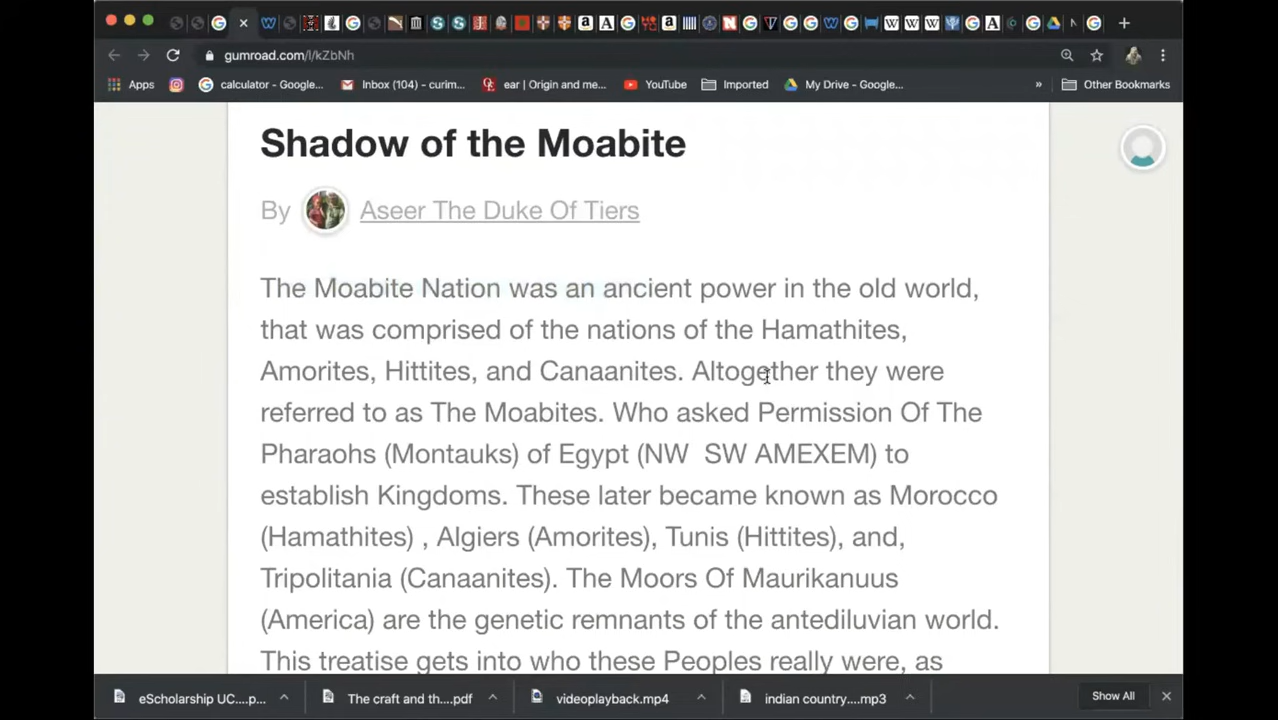 gumroad.com/l/kZbNh
Apps
calculator - Google...
Inbox (104) - curim...
ear | Origin and me...
YouTube
Imported
My Drive - Google...
»
Other Bookmarks
Shadow of the Moabite
By Aseer The Duke Of Tiers
The Moabite Nation was an ancient power in the old world,
that was comprised of the nations of the Hamathites,
Amorites, Hittites, and Canaanites. Altogether they were
referred to as The Moabites. Who asked Permission Of The
Pharaohs (Montauks) of Egypt (NW  SW AMEXEM) to
establish Kingdoms. These later became known as Morocco
(Hamathites) , Algiers (Amorites), Tunis (Hittites), and,
Tripolitania (Canaanites). The Moors Of Maurikanuus
(America) are the genetic remnants of the antediluvian world.
This treatise gets into who these Peoples really were, as
eScholarship UC....p...
The craft and th....pdf
videoplayback.mp4
indian country....mp3
Show All